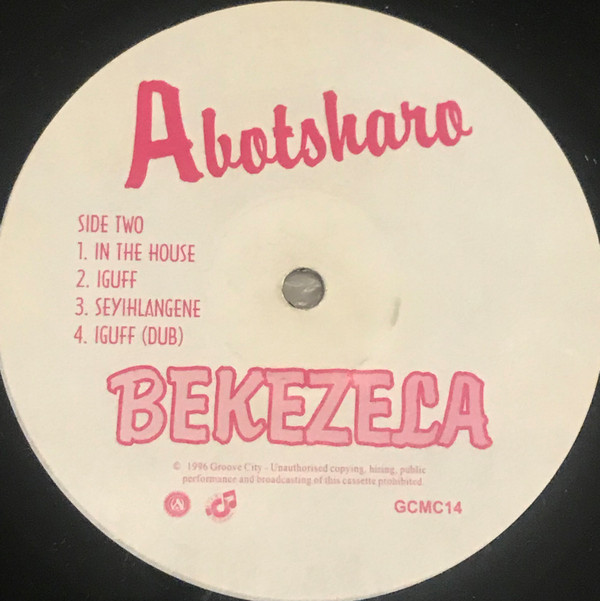 Abotsharo
SIDE TWO
1. IN THE HOUSE
2. IGUFF
3. SEYIHLANGENE
4. IGUFF (DUB)
BEKEZELA
© 1996 Groove City - Unauthorised copying, hiring, public
performance and broadcasting of this cassette prohibited.
GCMC14